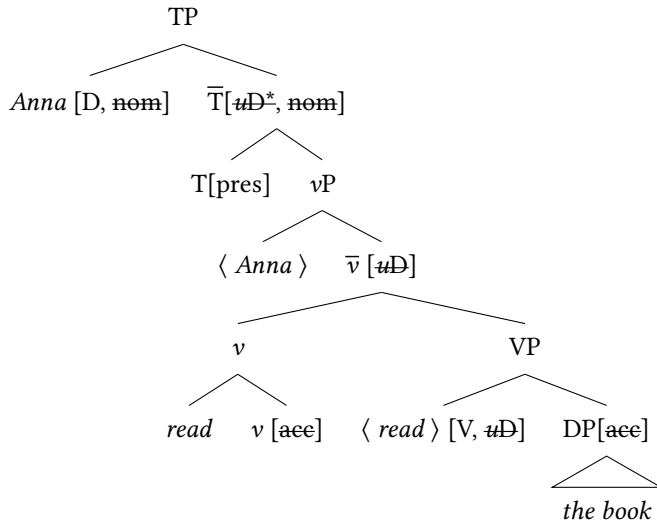 TP
Anna [D, nom] T̅[uD*, nom]
T[pres] vP
⟨ Anna ⟩ v̅ [uD]
v VP
read v [acc] ⟨ read ⟩ [V, uD] DP[acc]
the book